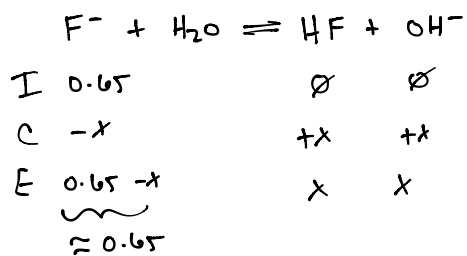 F⁻ + H₂O ⇌ HF + OH⁻
I 0.65 ∅ ∅
C -x +x +x
E 0.65 -x x x
≈ 0.65